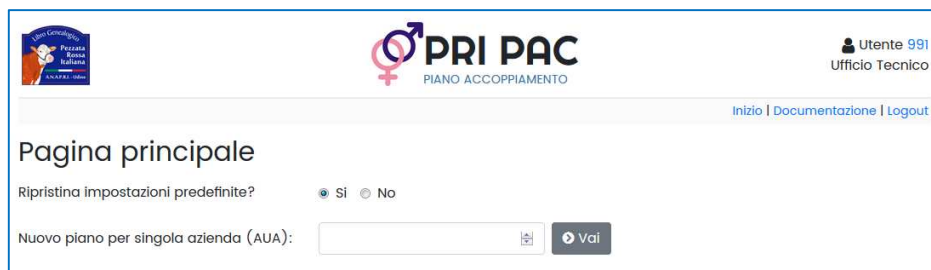 Libro Genealogico
Pezzata
Rossa
Italiana
A.N.A.P.R.I. - Udine
PRI PAC
PIANO ACCOPPIAMENTO
Utente 991
Ufficio Tecnico
Inizio | Documentazione | Logout
Pagina principale
Ripristina impostazioni predefinite? Si No
Nuovo piano per singola azienda (AUA): Vai